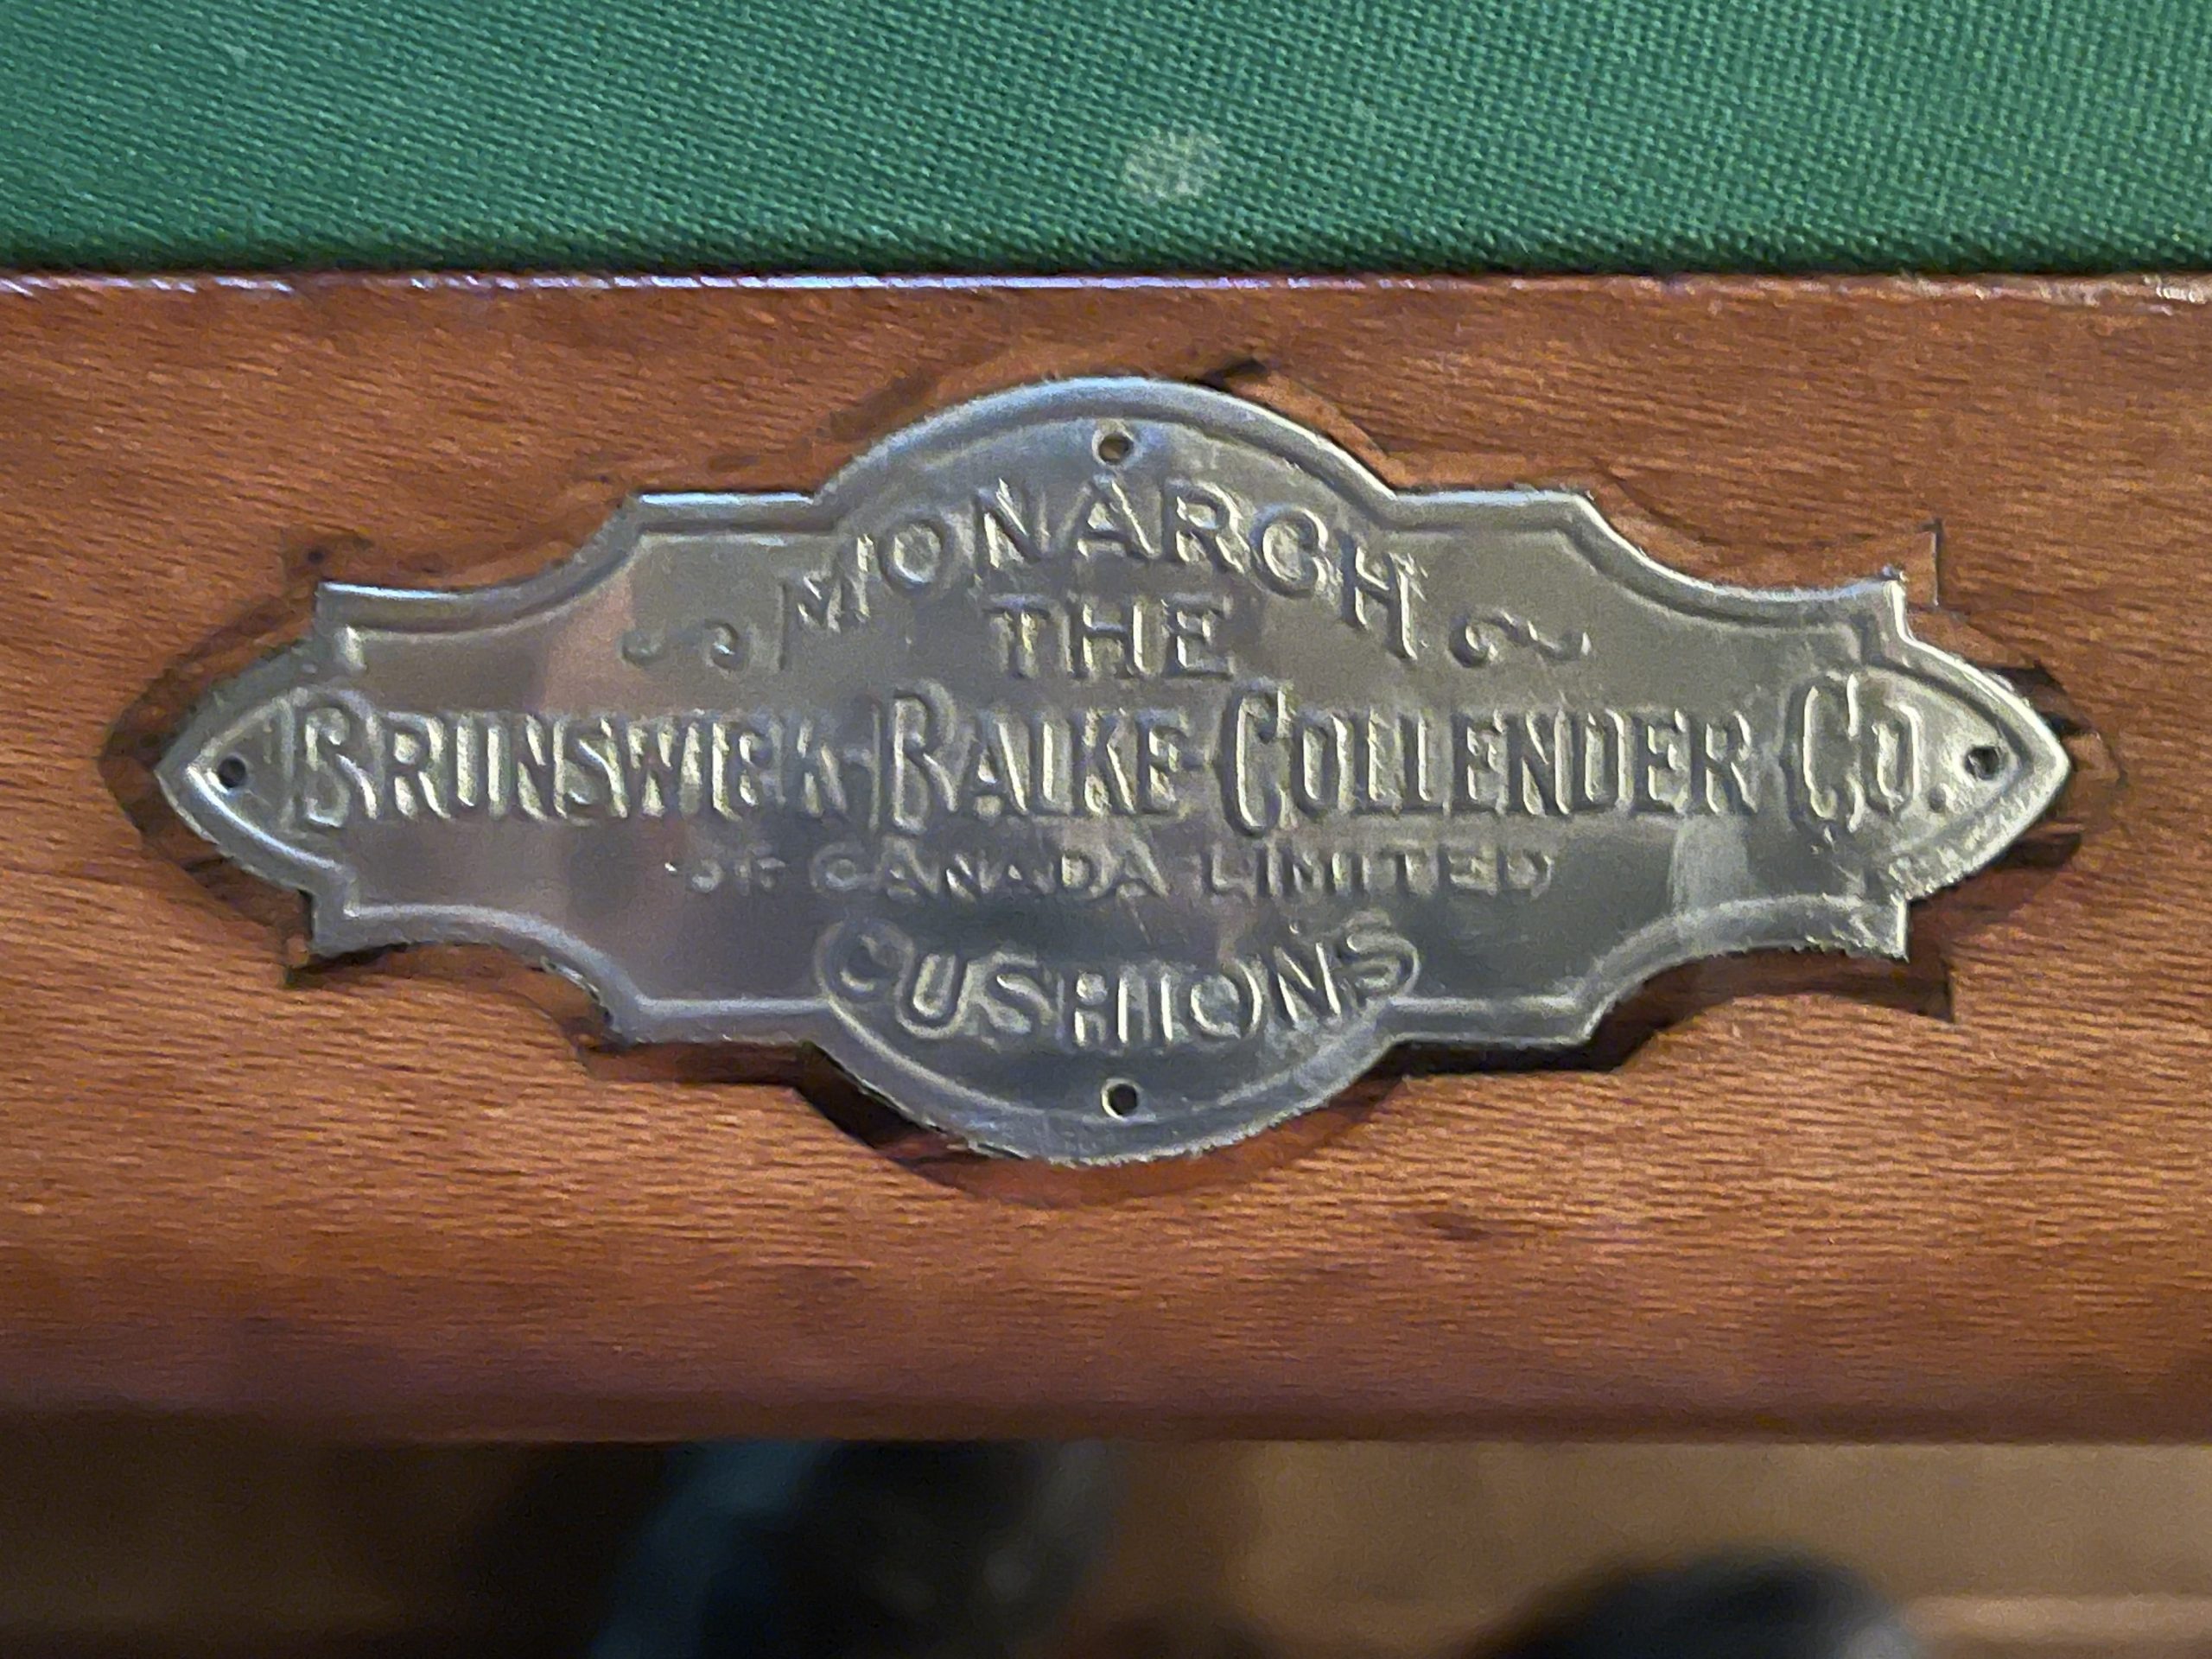 MONARCH
THE
BRUNSWICK-BALKE-COLLENDER CO.
OF CANADA LIMITED
CUSHIONS